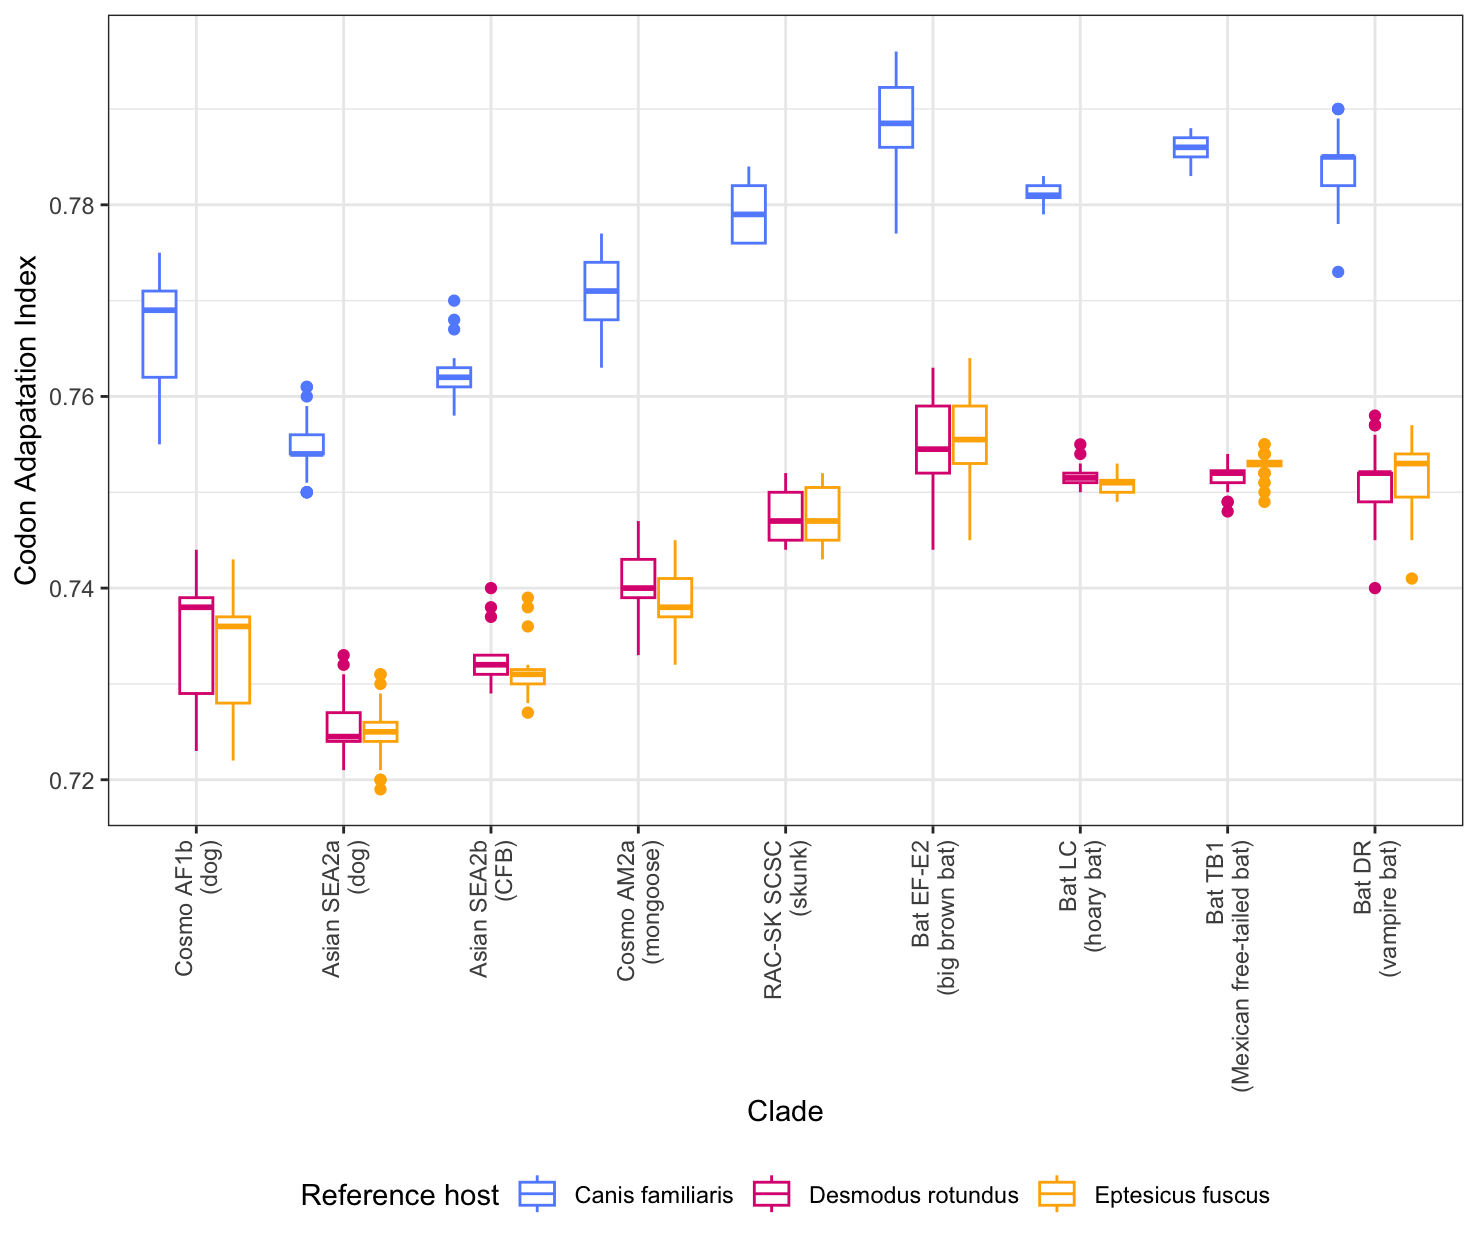 Codon Adapatation Index
0.78
0.76
0.74
0.72
Cosmo AF1b
(dog)
Asian SEA2a
(dog)
Asian SEA2b
(CFB)
Cosmo AM2a
(mongoose)
RAC-SK SCSC
(skunk)
Bat EF-E2
(big brown bat)
Bat LC
(hoary bat)
Bat TB1
(Mexican free-tailed bat)
Bat DR
(vampire bat)
Clade
Reference host Canis familiaris Desmodus rotundus Eptesicus fuscus